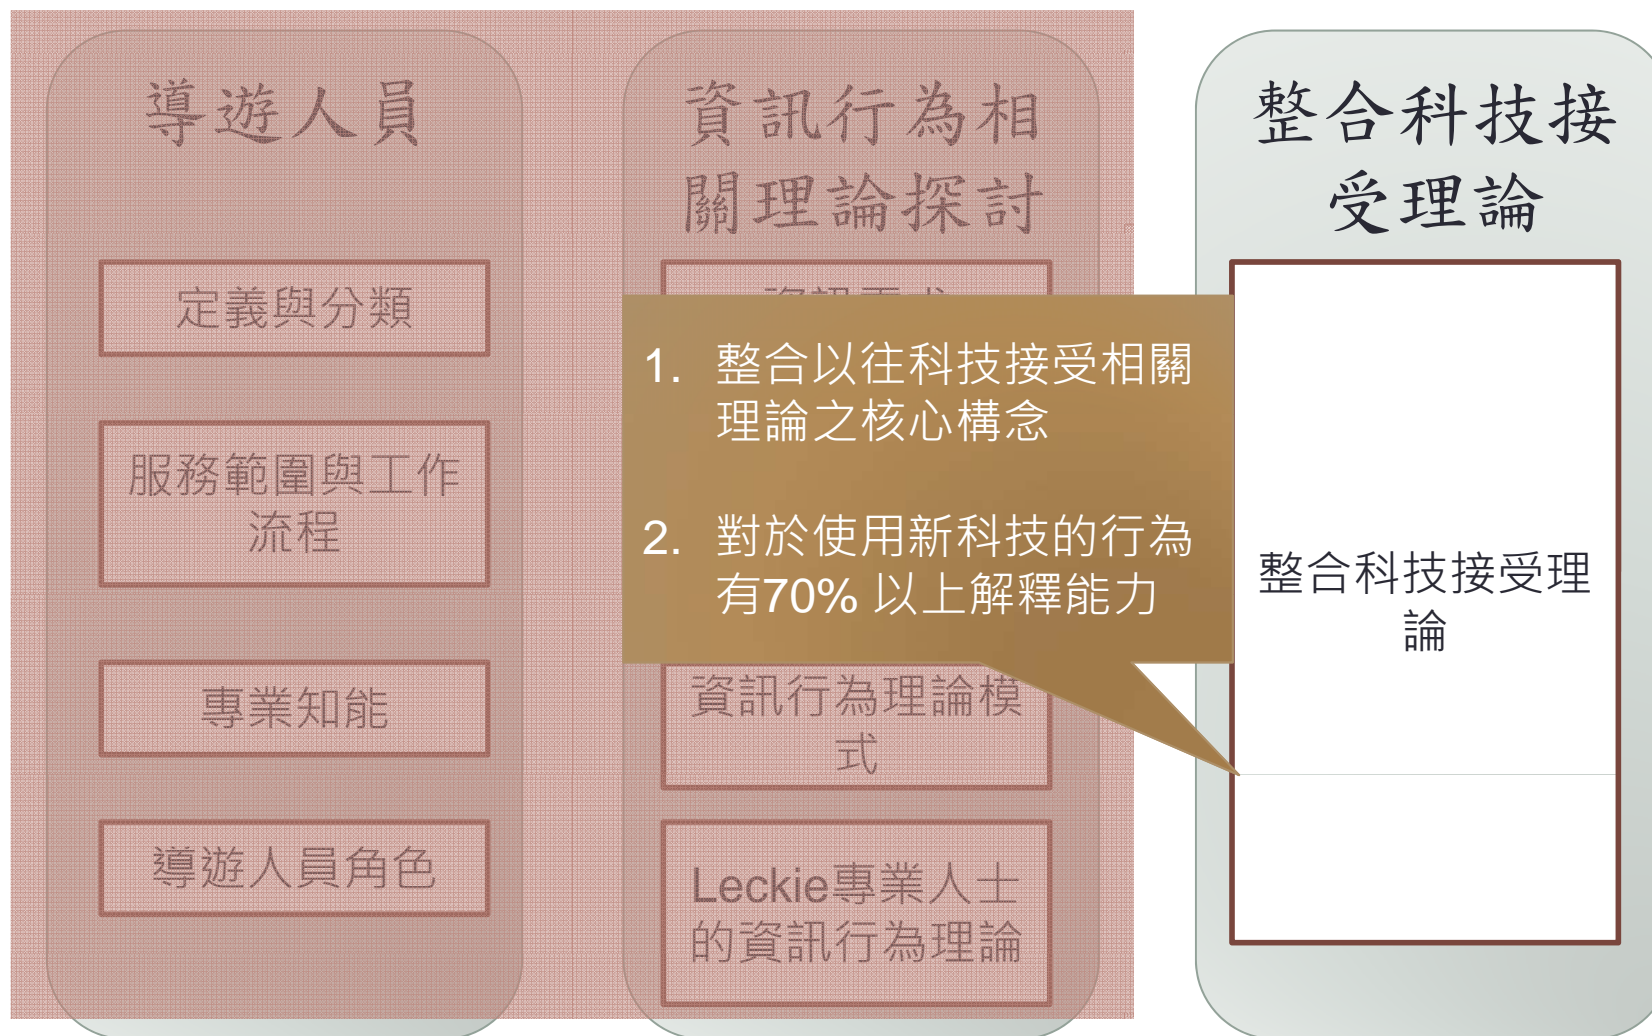 導遊人員
定義與分類
服務範圍與工作
流程
專業知能
導遊人員角色
資訊行為相
關理論探討
1. 整合以往科技接受相關
理論之核心構念
2. 對於使用新科技的行為
有70% 以上解釋能力
資訊行為理論模
式
Leckie專業人士
的資訊行為理論
整合科技接
受理論
整合科技接受理
論